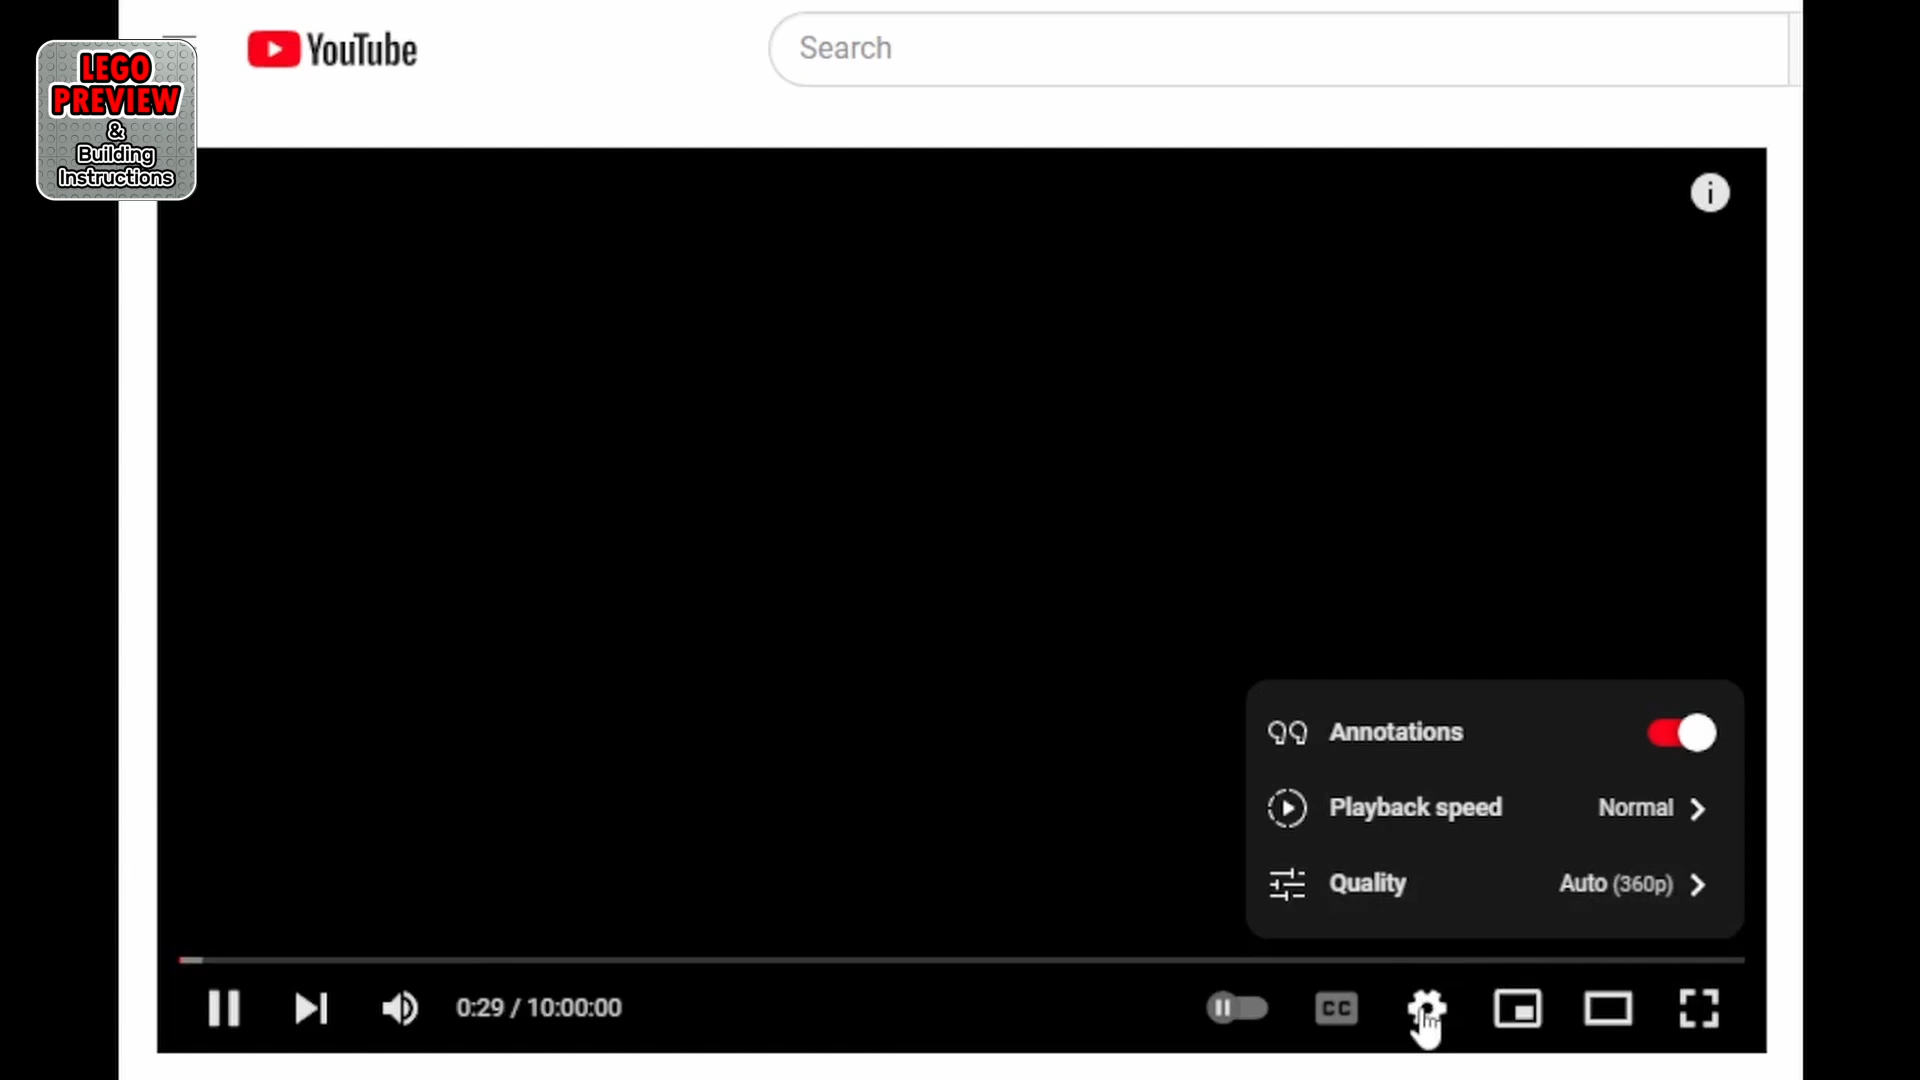 YouTube
Search
LEGO
PREVIEW
&
Building
Instructions
i
Annotations
Playback speed Normal
Quality Auto (360p)
0:29 / 10:00:00
CC